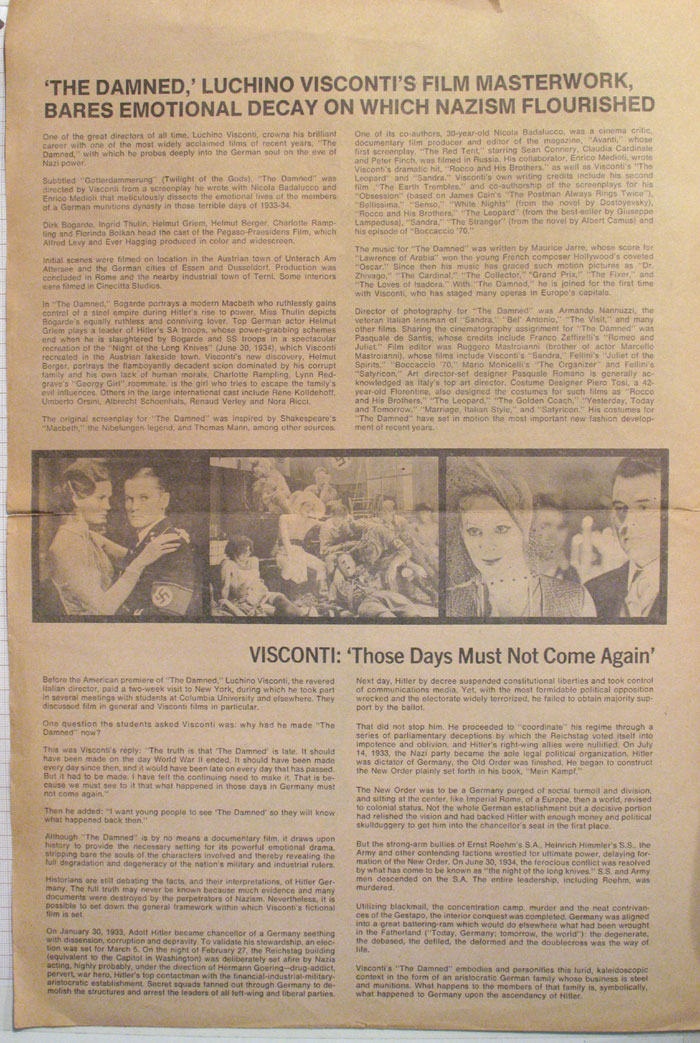 'THE DAMNED,' LUCHINO VISCONTI'S FILM MASTERWORK,
BARES EMOTIONAL DECAY ON WHICH NAZISM FLOURISHED
One of the great directors of all time, Luchino Visconti, crowns his brilliant
career with one of the most widely acclaimed films of recent years, "The
Damned," with which he probes deeply into the German soul on the eve of
Nazi power.
Subtitled "Gotterdammerung" (Twilight of the Gods), "The Damned" was
directed by Visconti from a screenplay he wrote with Nicola Badalucco and
Enrico Medioli that meticulously dissects the emotional lives of the members
of a German munitions dynasty in those terrible days of 1933-34.
Dirk Bogarde, Ingrid Thulin, Helmut Griem, Helmut Berger, Charlotte Ramp-
ling and Florinda Bolkan head the cast of the Pegaso-Praesidens Film, which
Alfred Levy and Ever Haggiag produced in color and widescreen.
Initial scenes were filmed on location in the Austrian town of Unterach Am
Attersee and the German cities of Essen and Dusseldorf. Production was
concluded in Rome and the nearby industrial town of Terni. Some interiors
were filmed in Cinecitta Studios.
In "The Damned," Bogarde portrays a modern Macbeth who ruthlessly gains
control of a steel empire during Hitler's rise to power. Miss Thulin depicts
Bogarde's equally ruthless and conniving lover. Top German actor Helmut
Griem plays a leader of Hitler's SA troops, whose power-grabbing schemes
end when he is slaughtered by Bogarde and SS troops in a spectacular
recreation of the "Night of the Long Knives" (June 30, 1934), which Visconti
recreated in the Austrian lakeside town. Visconti's new discovery, Helmut
Berger, portrays the flamboyantly decadent scion dominated by his corrupt
family and his own lack of human morals. Charlotte Rampling, Lynn Red-
grave's "Georgy Girl" roommate, is the girl who tries to escape the family's
evil influences. Others in the large international cast include Rene Kolldehoff,
Umberto Orsini, Albrecht Schoenhals, Renaud Verley and Nora Ricci.
The original screenplay for "The Damned" was inspired by Shakespeare's
"Macbeth," the Nibelungen legend, and Thomas Mann, among other sources.
One of its co-authors, 30-year-old Nicola Badalucco, was a cinema critic,
documentary film producer and editor of the magazine, "Avanti," whose
first screenplay, "The Red Tent," starring Sean Connery, Claudia Cardinale
and Peter Finch, was filmed in Russia. His collaborator, Enrico Medioli, wrote
Visconti's dramatic hit, "Rocco and His Brothers," as well as Visconti's "The
Leopard" and "Sandra." Visconti's own writing credits include his second
film "The Earth Trembles," and co-authorship of the screenplays for his
"Obsession" (based on James Cain's "The Postman Always Rings Twice"),
"Bellissima," "Senso," "White Nights" (from the novel by Dostoyevsky),
"Rocco and His Brothers," "The Leopard" (from the best-seller by Giuseppe
Lampedusa), "Sandra," "The Stranger" (from the novel by Albert Camus) and
his episode of "Boccaccio '70."
The music for "The Damned" was written by Maurice Jarre, whose score for
"Lawrence of Arabia" won the young French composer Hollywood's coveted
"Oscar." Since then his music has graced such motion pictures as "Dr.
Zhivago," "The Cardinal," "The Collector," "Grand Prix," "The Fixer," and
"The Loves of Isadora." With "The Damned," he is joined for the first time
with Visconti, who has staged many operas in Europe's capitals.
Director of photography for "The Damned" was Armando Nannuzzi, the
veteran Italian lensman of "Sandra," "Bel' Antonio," "The Visit," and many
other films. Sharing the cinematography assignment for "The Damned" was
Pasquale de Santis, whose credits include Franco Zeffirelli's "Romeo and
Juliet." Film editor was Ruggero Mastroianni (brother of actor Marcello
Mastroianni), whose films include Visconti's "Sandra," Fellini's "Juliet of the
Spirits," "Boccaccio '70," Mario Monicelli's "The Organizer" and Fellini's
"Satyricon." Art director-set designer Pasquale Romano is generally ac-
knowledged as Italy's top art director. Costume Designer Piero Tosi, a 42-
year-old Florentine, also designed the costumes for such films as "Rocco
and His Brothers," "The Leopard," "The Golden Coach," "Yesterday, Today
and Tomorrow," "Marriage, Italian Style," and "Satyricon." His costumes for
"The Damned" have set in motion the most important new fashion develop-
ment of recent years.
VISCONTI: 'Those Days Must Not Come Again'
Before the American premiere of "The Damned," Luchino Visconti, the revered
Italian director, paid a two-week visit to New York, during which he took part
in several meetings with students at Columbia University and elsewhere. They
discussed film in general and Visconti films in particular.
One question the students asked Visconti was: why had he made "The
Damned" now?
This was Visconti's reply: "The truth is that 'The Damned' is late. It should
have been made on the day World War II ended. It should have been made
every day since then, and it would have been late on every day that has passed.
But it had to be made. I have felt the continuing need to make it. That is be-
cause we must see to it that what happened in those days in Germany must
not come again."
Then he added: "I want young people to see 'The Damned' so they will know
what happened back then."
Although "The Damned" is by no means a documentary film, it draws upon
history to provide the necessary setting for its powerful emotional drama,
stripping bare the souls of the characters involved and thereby revealing the
full degradation and degeneracy of the nation's military and industrial rulers.
Historians are still debating the facts, and their interpretations, of Hitler Ger-
many. The full truth may never be known because much evidence and many
documents were destroyed by the perpetrators of Nazism. Nevertheless, it is
possible to set down the general framework within which Visconti's fictional
film is set.
On January 30, 1933, Adolf Hitler became chancellor of a Germany seething
with dissension, corruption and depravity. To validate his stewardship, an elec-
tion was set for March 5. On the night of February 27, the Reichstag building
(equivalent to the Capitol in Washington) was deliberately set afire by Nazis
acting, highly probably, under the direction of Hermann Goering—drug-addict,
pervert, war hero, Hitler's top contactman with the financial-industrial-military-
aristocratic establishment. Secret squads fanned out through Germany to de-
molish the structures and arrest the leaders of all left-wing and liberal parties.
Next day, Hitler by decree suspended constitutional liberties and took control
of communications media. Yet, with the most formidable political opposition
wrecked and the electorate widely terrorized, he failed to obtain majority sup-
port by the ballot.
That did not stop him. He proceeded to "coordinate" his regime through a
series of parliamentary deceptions by which the Reichstag voted itself into
impotence and oblivion, and Hitler's right-wing allies were nullified. On July
14, 1933, the Nazi party became the sole legal political organization. Hitler
was dictator of Germany, the Old Order was finished. He began to construct
the New Order plainly set forth in his book, "Mein Kampf."
The New Order was to be a Germany purged of social turmoil and division,
and sitting at the center, like Imperial Rome, of a Europe, then a world, revised
to colonial status. Not the whole German establishment but a decisive portion
had relished the vision and had backed Hitler with enough money and political
skullduggery to get him into the chancellor's seat in the first place.
But the strong-arm bullies of Ernst Roehm's S.A., Heinrich Himmler's S.S., the
Army and other contending factions wrestled for ultimate power, delaying for-
mation of the New Order. On June 30, 1934, the ferocious conflict was resolved
by what has come to be known as "the night of the long knives." S.S. and Army
men descended on the S.A. The entire leadership, including Roehm, was
murdered.
Utilizing blackmail, the concentration camp, murder and the neat contrivan-
ces of the Gestapo, the interior conquest was completed. Germany was aligned
into a great battering-ram which would do elsewhere what had been wrought
in the Fatherland ("Today, Germany; tomorrow, the world"): the degenerate,
the debased, the defiled, the deformed and the doublecross was the way of
life.
Visconti's "The Damned" embodies and personifies this lurid, kaleidoscopic
context in the form of an aristocratic German family whose business is steel
and munitions. What happens to the members of that family is, symbolically,
what happened to Germany upon the ascendancy of Hitler.